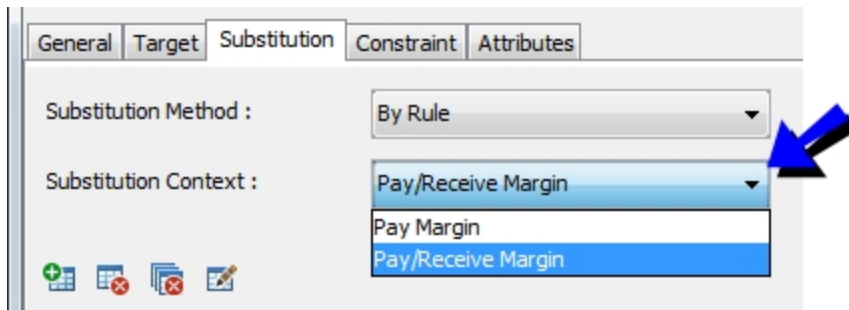 General Target Substitution Constraint Attributes
Substitution Method : By Rule
Substitution Context : Pay/Receive Margin
Pay Margin
Pay/Receive Margin